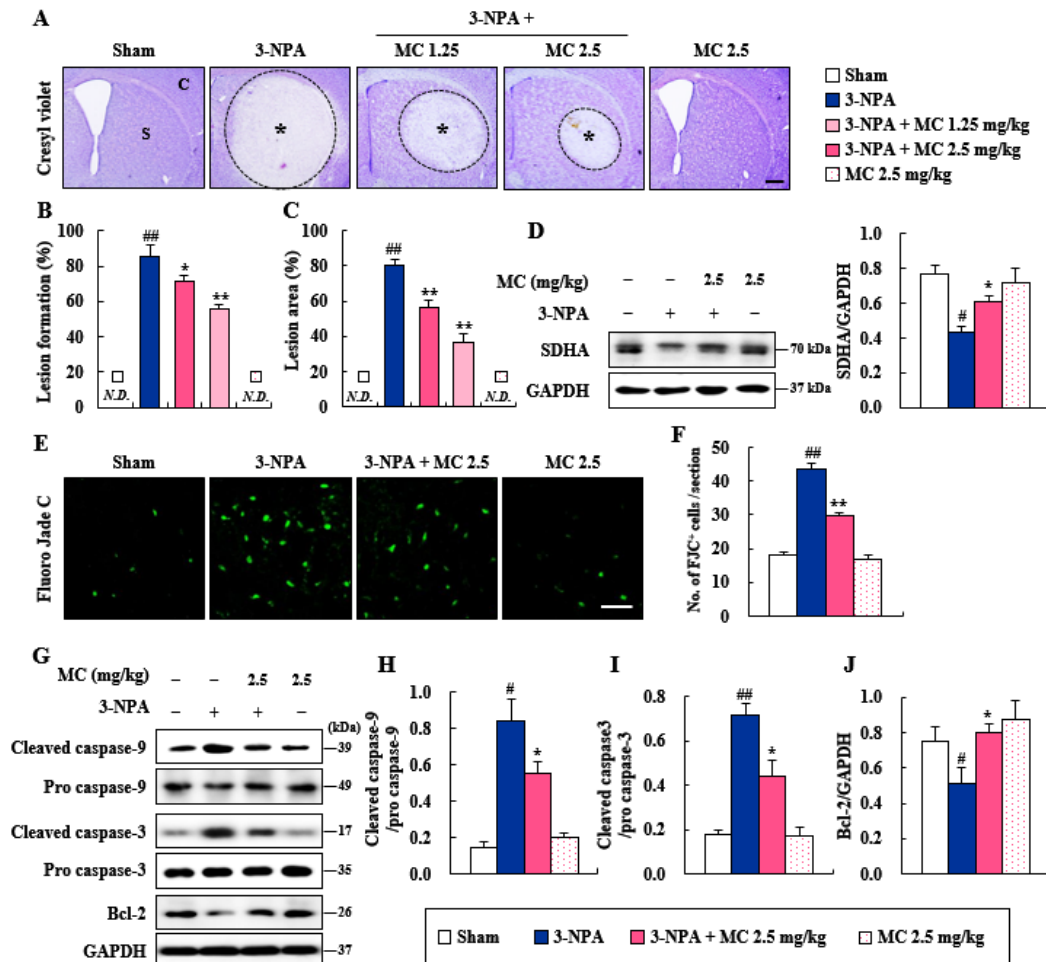 A
3-NPA +
Sham 3-NPA MC 1.25 MC 2.5 MC 2.5
Cresyl violet
C
S
*
*
*
Sham
3-NPA
3-NPA + MC 1.25 mg/kg
3-NPA + MC 2.5 mg/kg
MC 2.5 mg/kg
B
Lesion formation (%)
100
80
60
40
20
0
N.D. ## * ** N.D.
C
Lesion area (%)
100
80
60
40
20
0
N.D. ## ** ** N.D.
D
MC (mg/kg) – – 2.5 2.5
3-NPA – + + –
SDHA 70 kDa
GAPDH 37 kDa
SDHA/GAPDH
1.0
0.8
0.6
0.4
0.2
0.0
# *
E
Sham 3-NPA 3-NPA + MC 2.5 MC 2.5
Fluoro Jade C
F
No. of FJC+ cells /section
50
40
30
20
10
0
## **
G
MC (mg/kg) – – 2.5 2.5
3-NPA – + + –
(kDa)
Cleaved caspase-9 39
Pro caspase-9 49
Cleaved caspase-3 17
Pro caspase-3 35
Bcl-2 26
GAPDH 37
H
Cleaved caspase-9
/pro caspase-9
1.0
0.8
0.6
0.4
0.2
0.0
# *
I
Cleaved caspase3
/pro caspase-3
0.8
0.6
0.4
0.2
0.0
## *
J
Bcl-2/GAPDH
1.0
0.8
0.6
0.4
0.2
0.0
# *
Sham 3-NPA 3-NPA + MC 2.5 mg/kg MC 2.5 mg/kg